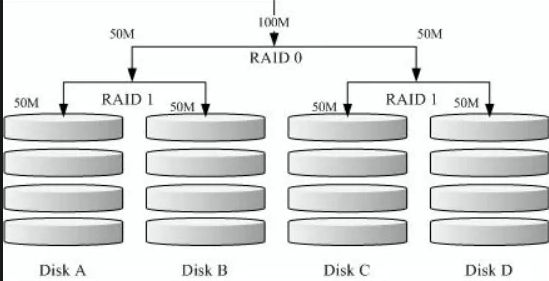 100M
50M 50M
RAID 0
50M RAID 1 50M 50M RAID 1 50M
Disk A Disk B Disk C Disk D